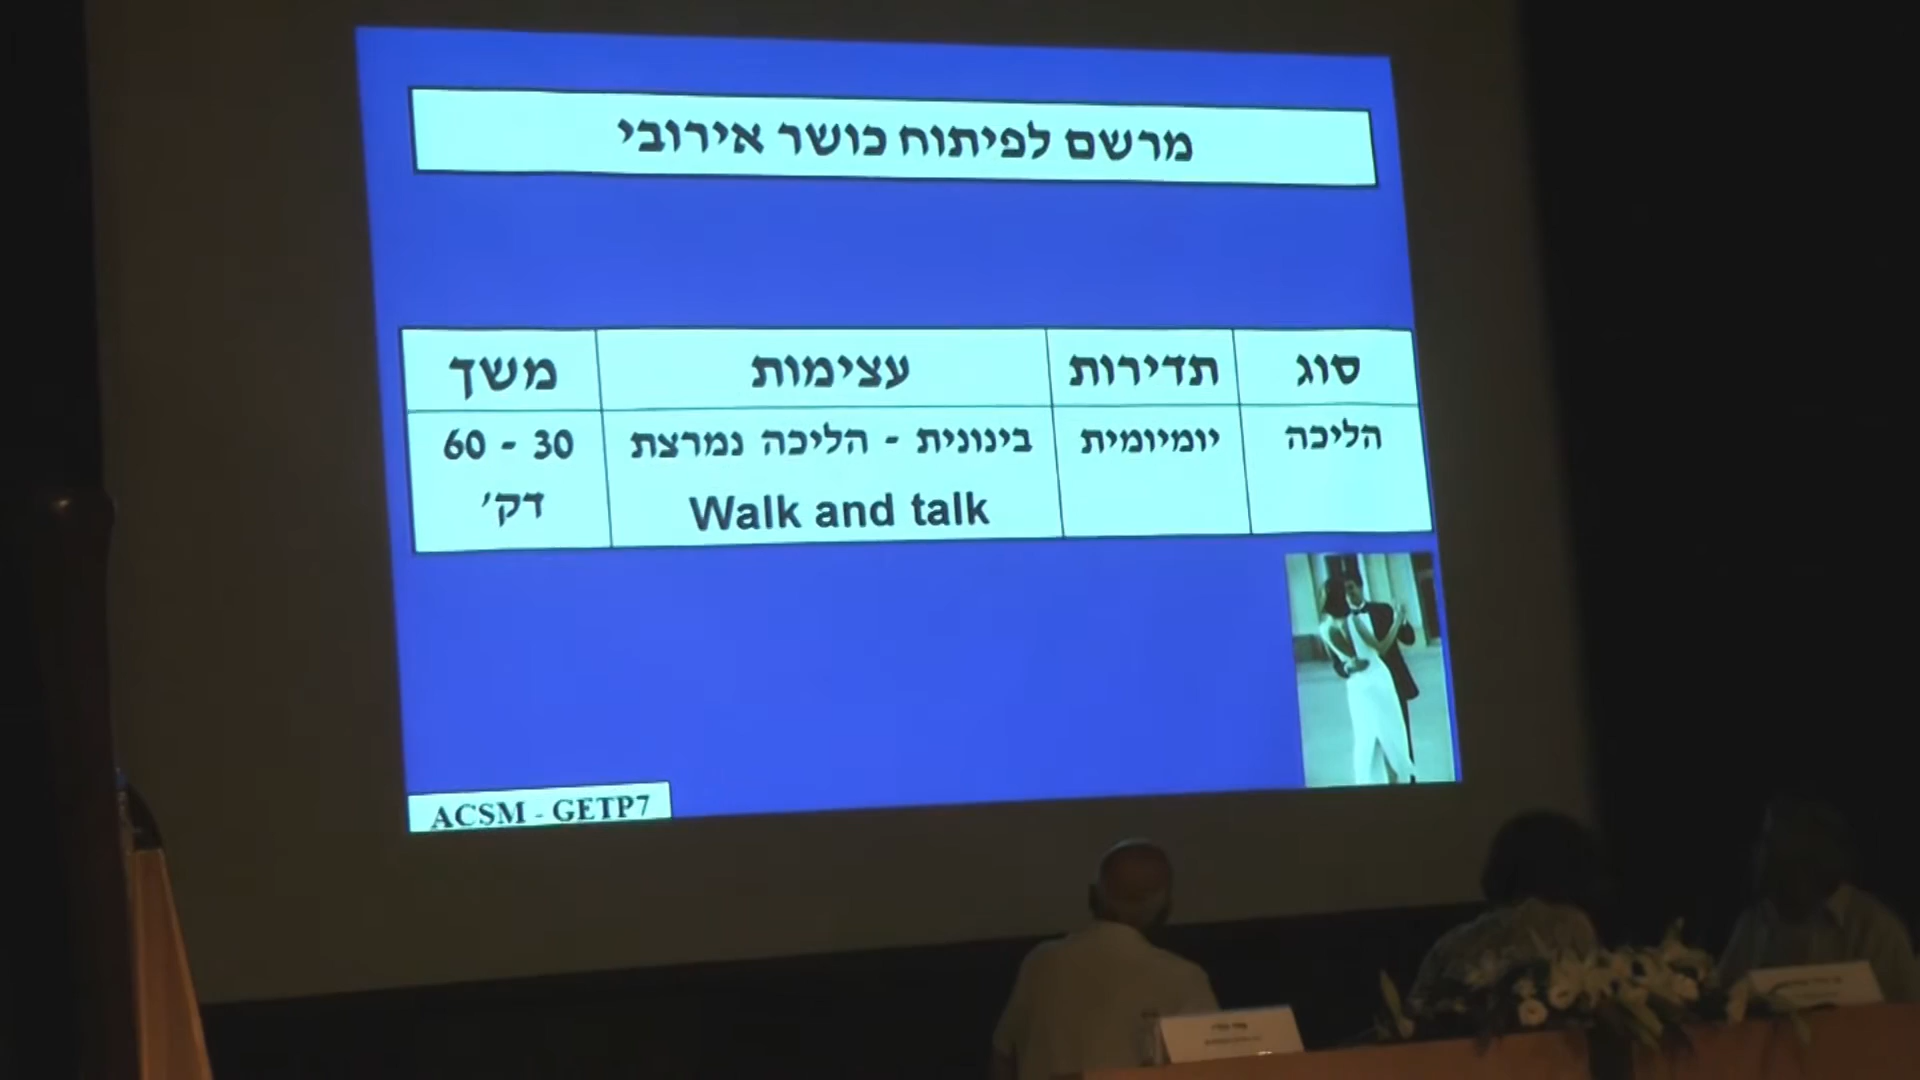 מרשם לפיתוח כושר אירובי
סוג תדירות עצימות משך
הליכה יומיומית בינונית - הליכה נמרצת 30 - 60
Walk and talk דק'
ACSM - GETP7